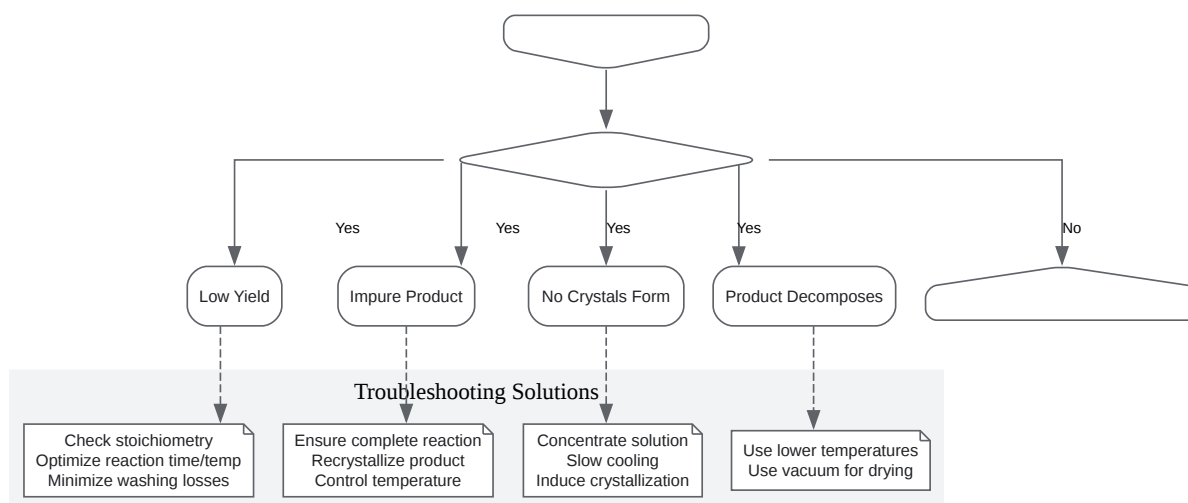 Yes
Yes
Yes
Yes
No
Low Yield
Impure Product
No Crystals Form
Product Decomposes
Troubleshooting Solutions
Check stoichiometry
Optimize reaction time/temp
Minimize washing losses
Ensure complete reaction
Recrystallize product
Control temperature
Concentrate solution
Slow cooling
Induce crystallization
Use lower temperatures
Use vacuum for drying